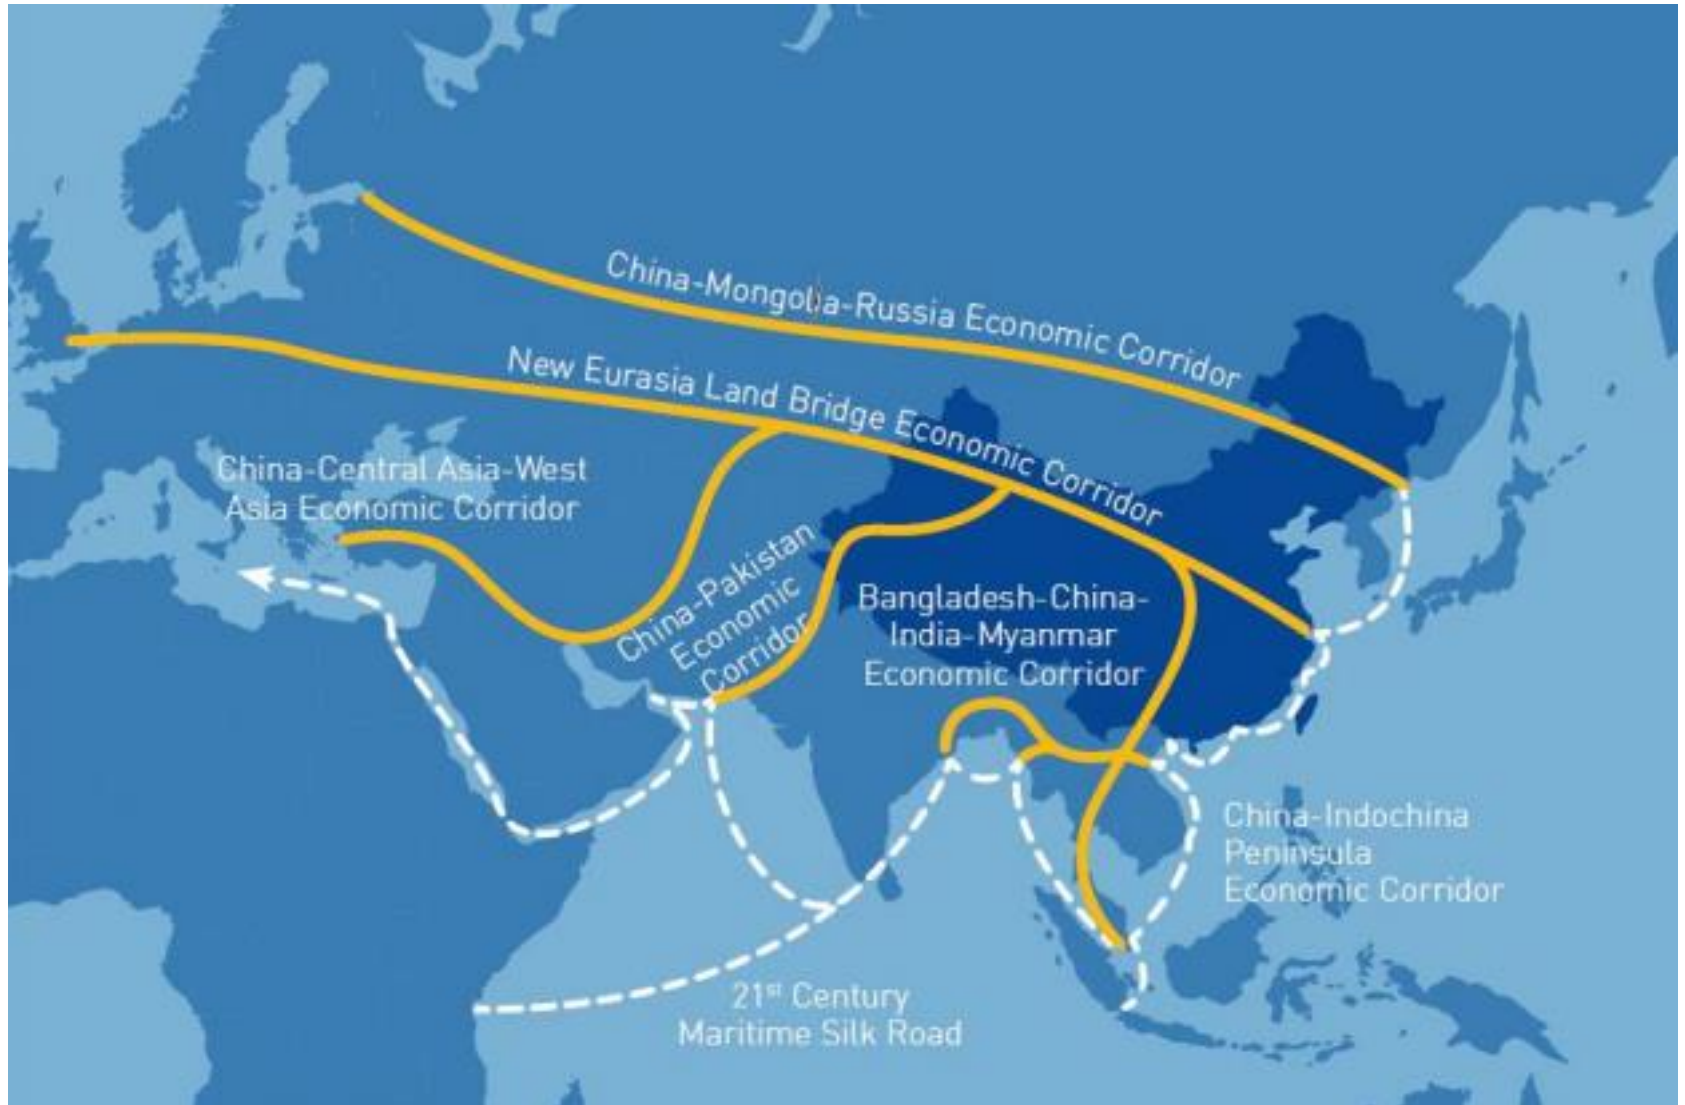 China-Mongolia-Russia Economic Corridor
New Eurasia Land Bridge Economic Corridor
China-Central Asia-West
Asia Economic Corridor
China-Pakistan
Economic
Corridor
Bangladesh-China-
India-Myanmar
Economic Corridor
China-Indochina
Peninsula
Economic Corridor
21st Century
Maritime Silk Road